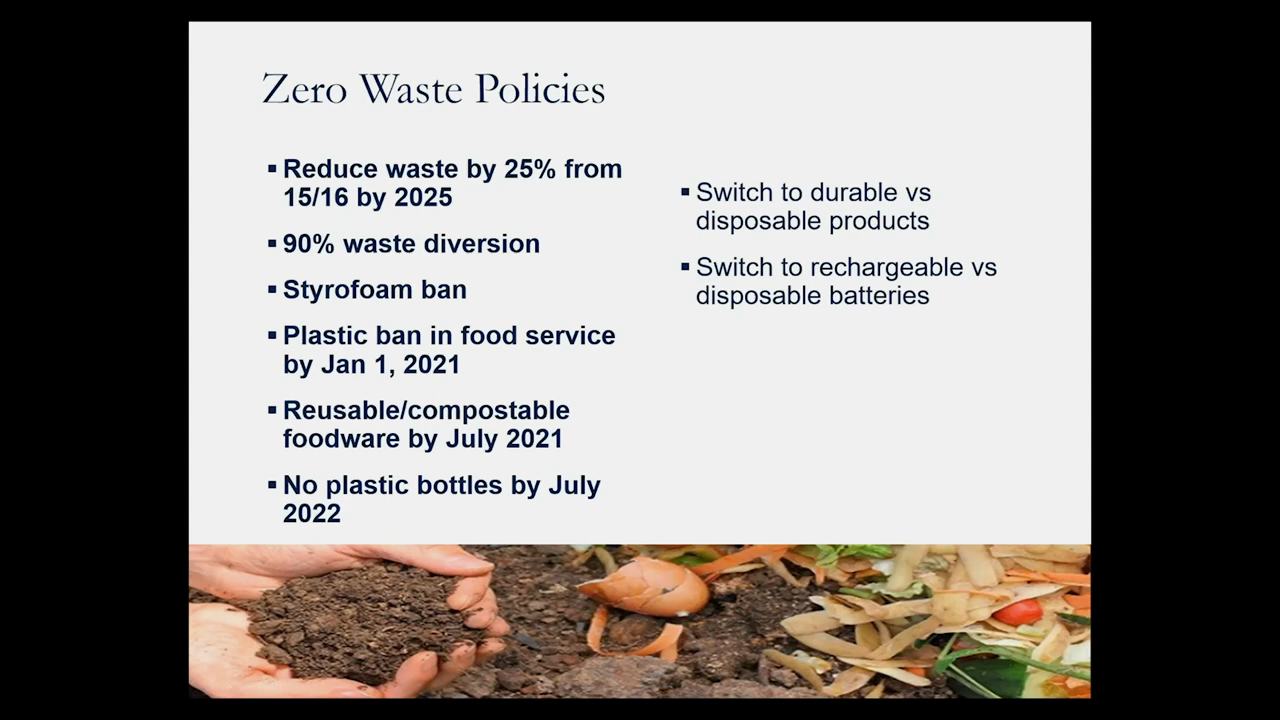 Zero Waste Policies
▪ Reduce waste by 25% from
15/16 by 2025
▪ 90% waste diversion
▪ Styrofoam ban
▪ Plastic ban in food service
by Jan 1, 2021
▪ Reusable/compostable
foodware by July 2021
▪ No plastic bottles by July
2022
▪ Switch to durable vs
disposable products
▪ Switch to rechargeable vs
disposable batteries